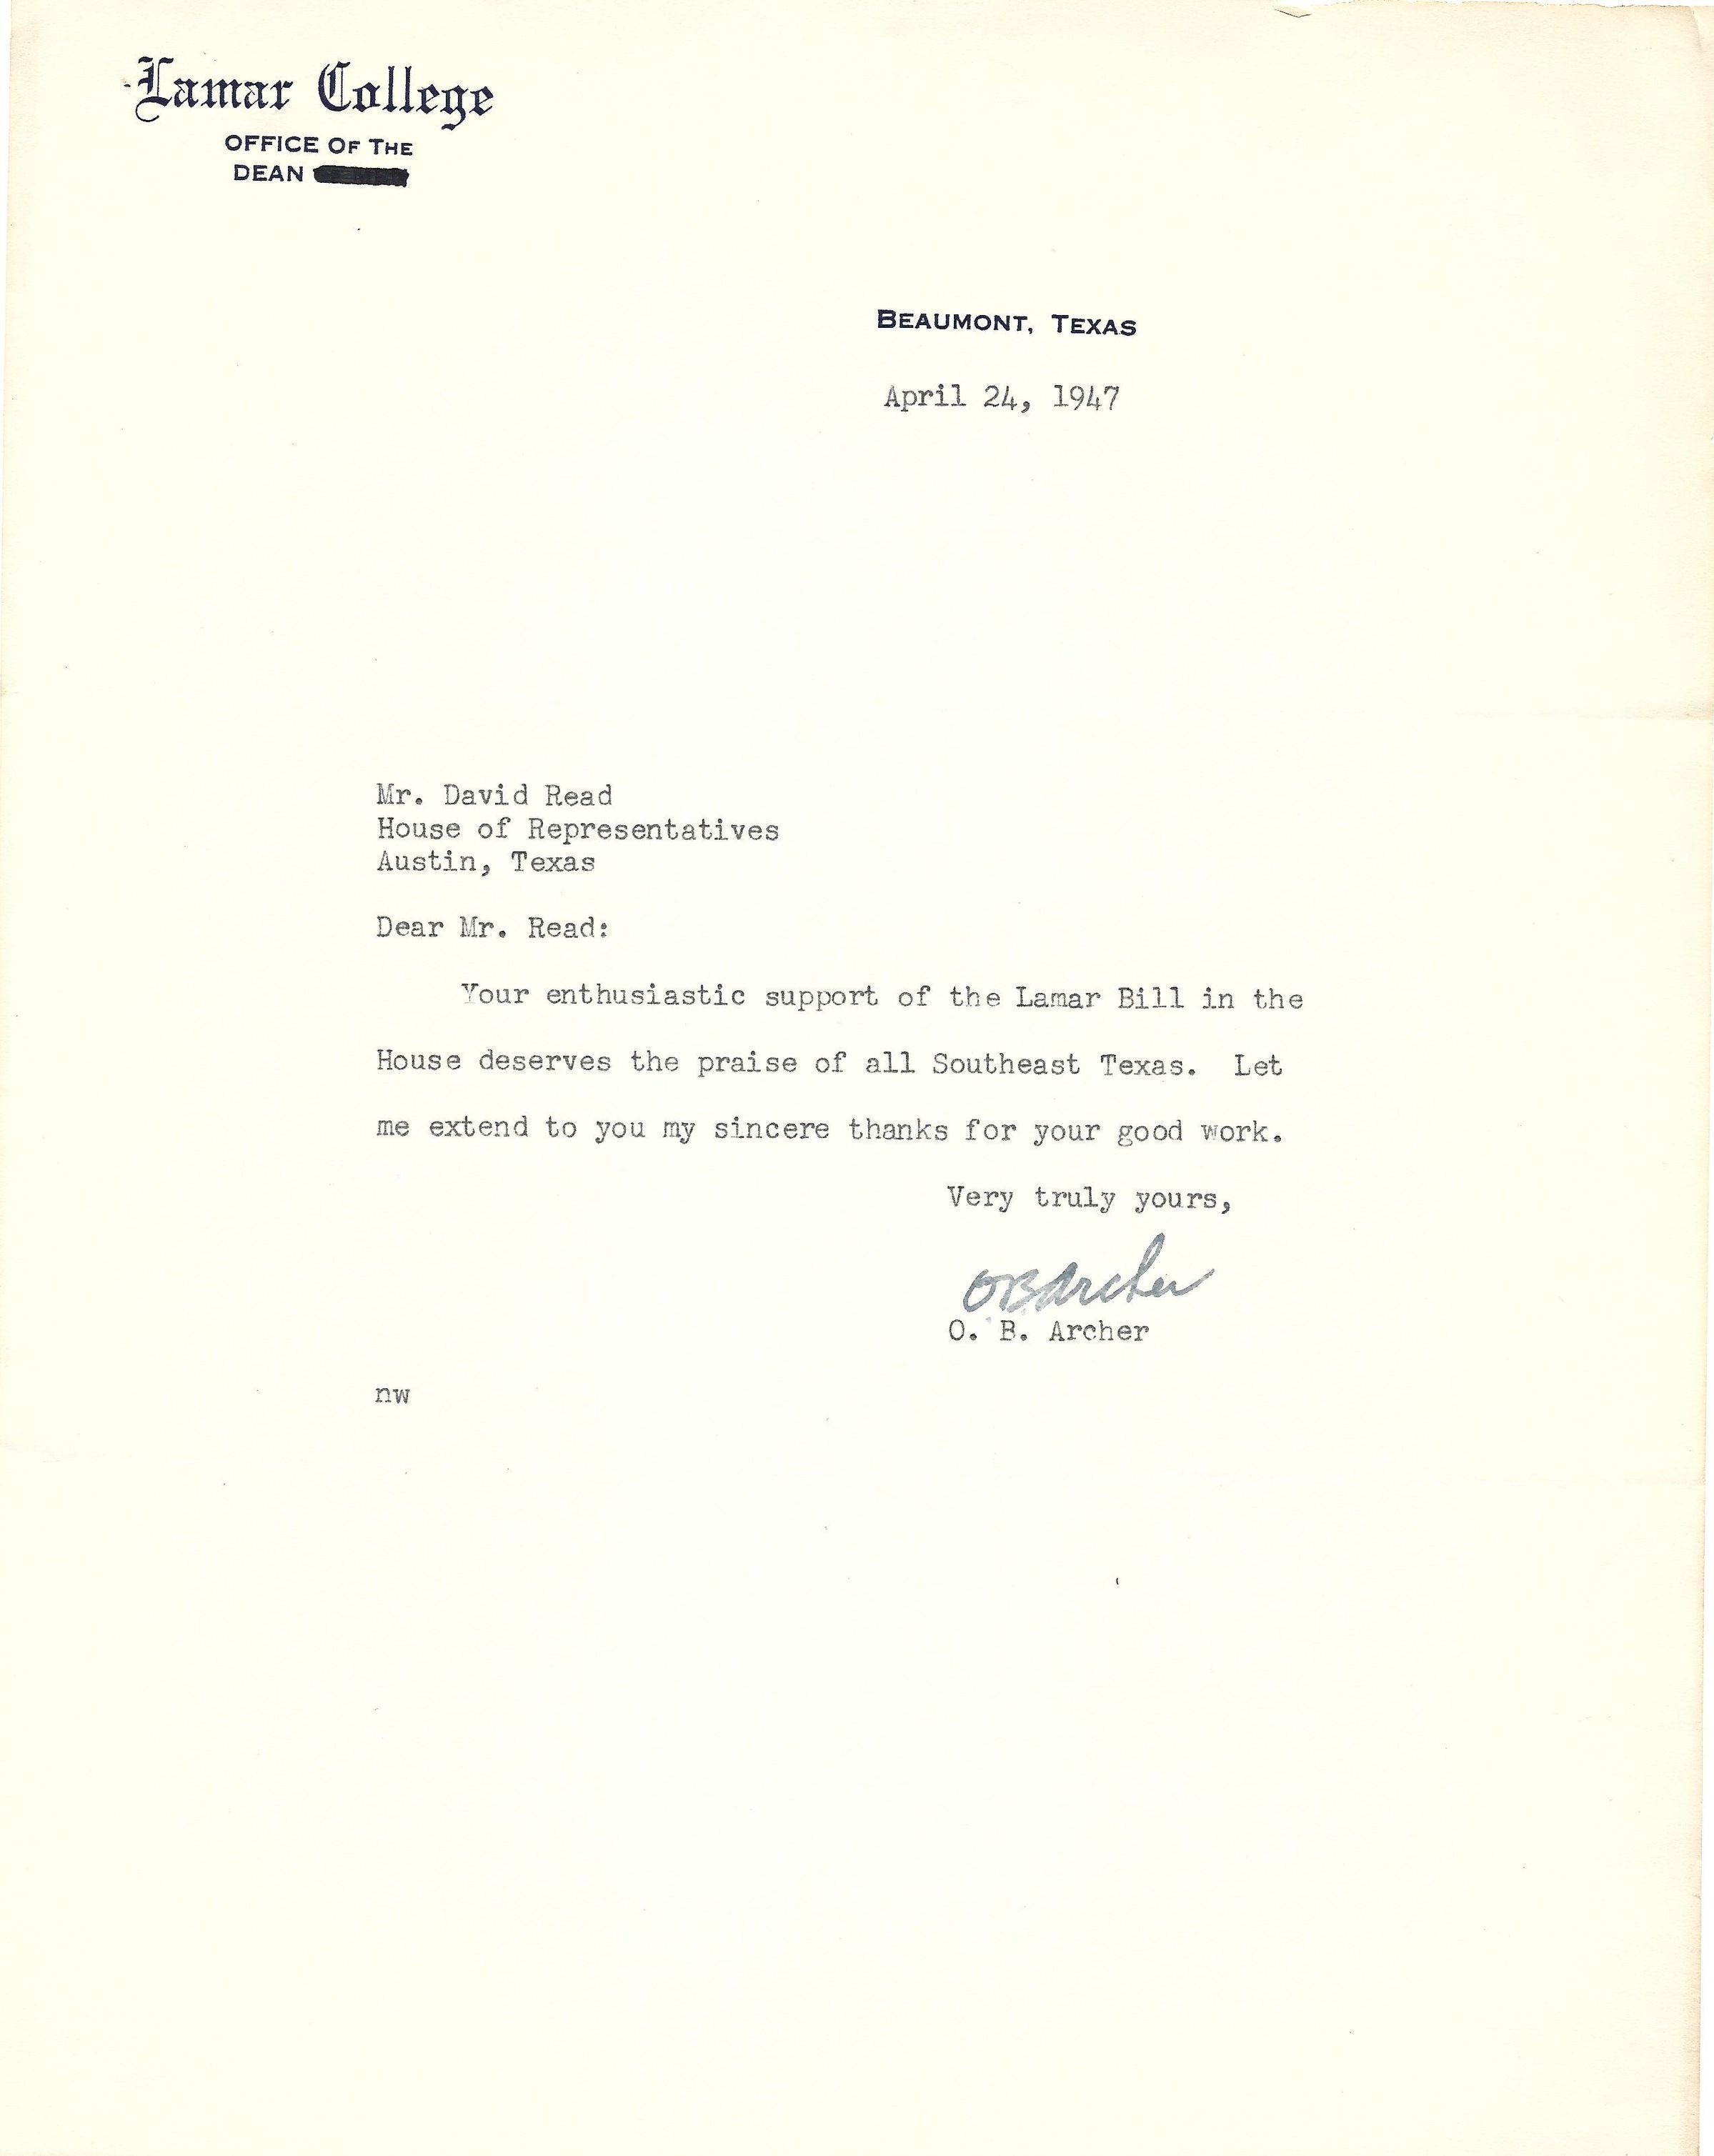 Lamar College
OFFICE OF THE
DEAN
BEAUMONT, TEXAS
April 24, 1947
Mr. David Read
House of Representatives
Austin, Texas
Dear Mr. Read:
Your enthusiastic support of the Lamar Bill in the
House deserves the praise of all Southeast Texas. Let
me extend to you my sincere thanks for your good work.
Very truly yours,
OBArcher
O. B. Archer
nw